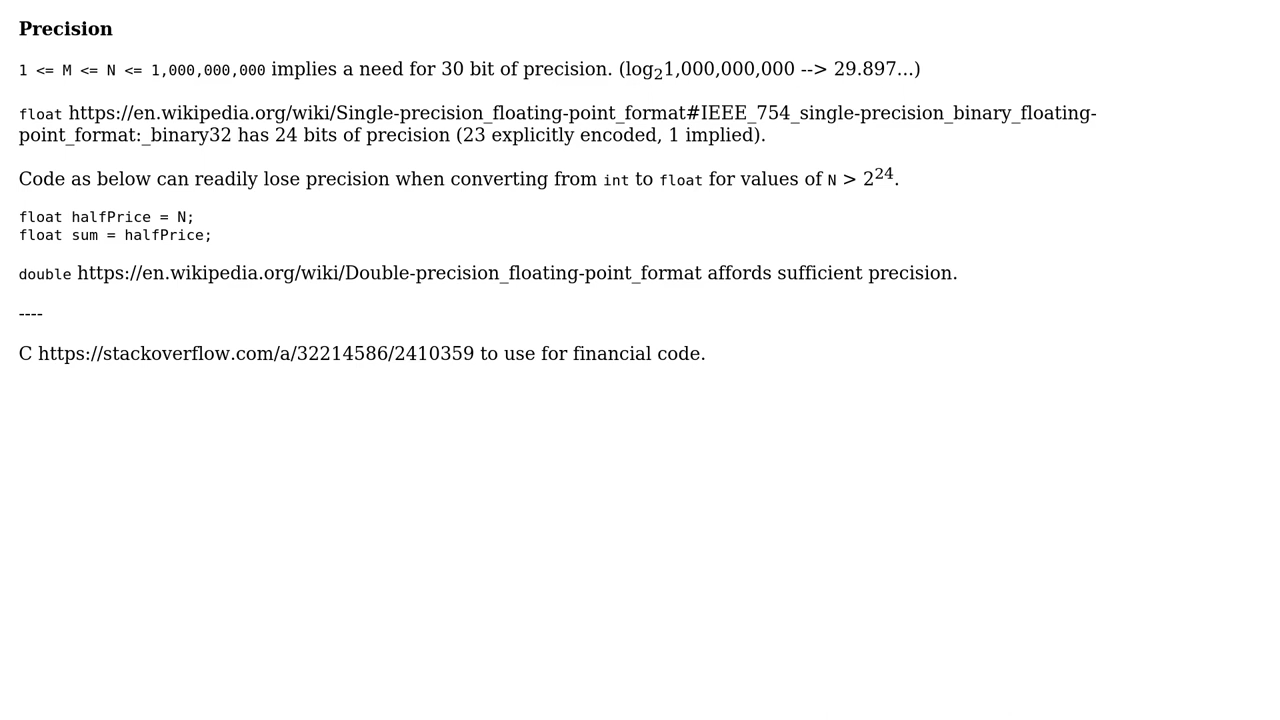 Precision
1 <= M <= N <= 1,000,000,000 implies a need for 30 bit of precision. (log21,000,000,000 --> 29.897...)
float https://en.wikipedia.org/wiki/Single-precision_floating-point_format#IEEE_754_single-precision_binary_floating-
point_format:_binary32 has 24 bits of precision (23 explicitly encoded, 1 implied).
Code as below can readily lose precision when converting from int to float for values of N > 224.
float halfPrice = N;
float sum = halfPrice;
double https://en.wikipedia.org/wiki/Double-precision_floating-point_format affords sufficient precision.
----
C https://stackoverflow.com/a/32214586/2410359 to use for financial code.